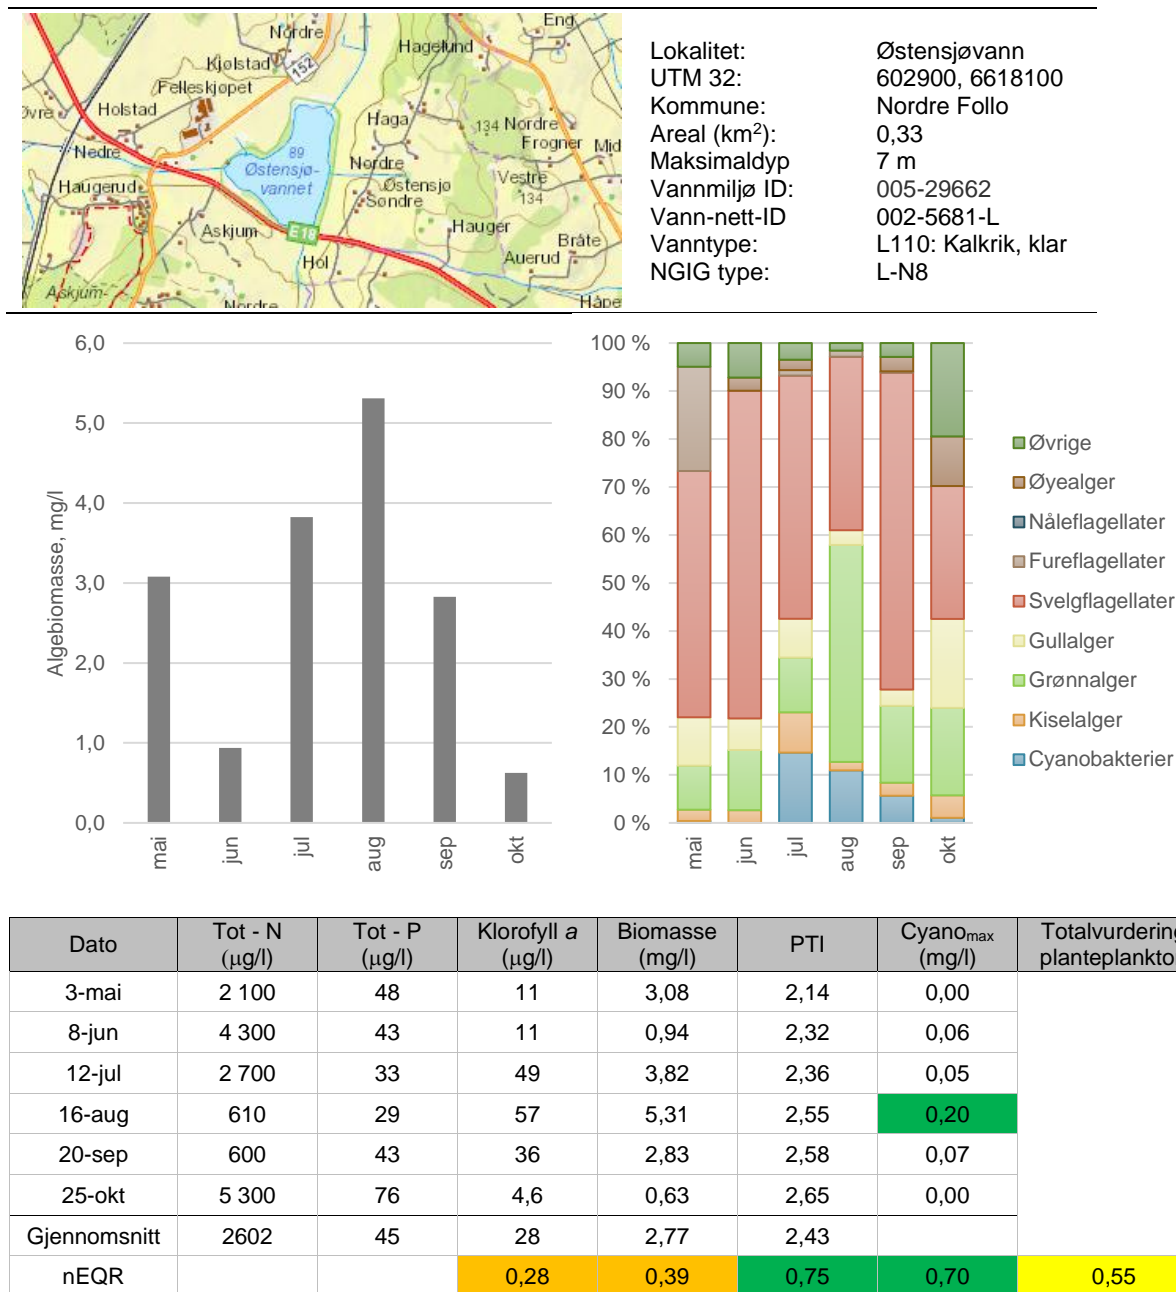 Nordre
Eng
Hagelund
Kjølstad
152
Felleskjøpet
Øvre
Holstad
Haga
134 Nordre
Frogner Mid
Nedre
89
Østensjø-
vannet
Nordre
Vestre
134
Haugerud
Østensjø
Søndre
Askjum
E 18
Hauger
Bråte
Hol
Auerud
Askjum-
Nordre
Håpe
Lokalitet: Østensjøvann
UTM 32: 602900, 6618100
Kommune: Nordre Follo
Areal (km²): 0,33
Maksimaldyp 7 m
Vannmiljø ID: 005-29662
Vann-nett-ID 002-5681-L
Vanntype: L110: Kalkrik, klar
NGIG type: L-N8
Algebiomasse, mg/l
6,0
5,0
4,0
3,0
2,0
1,0
0,0
mai jun jul aug sep okt
100 %
90 %
80 %
70 %
60 %
50 %
40 %
30 %
20 %
10 %
0 %
mai jun jul aug sep okt
Øvrige
Øyealger
Nåleflagellater
Fureflagellater
Svelgflagellater
Gullalger
Grønnalger
Kiselalger
Cyanobakterier
Dato Tot - N (µg/l) Tot - P (µg/l) Klorofyll a (µg/l) Biomasse (mg/l) PTI Cyanomax (mg/l) Totalvurdering planteplankto
3-mai 2 100 48 11 3,08 2,14 0,00
8-jun 4 300 43 11 0,94 2,32 0,06
12-jul 2 700 33 49 3,82 2,36 0,05
16-aug 610 29 57 5,31 2,55 0,20
20-sep 600 43 36 2,83 2,58 0,07
25-okt 5 300 76 4,6 0,63 2,65 0,00
Gjennomsnitt 2602 45 28 2,77 2,43
nEQR 0,28 0,39 0,75 0,70 0,55